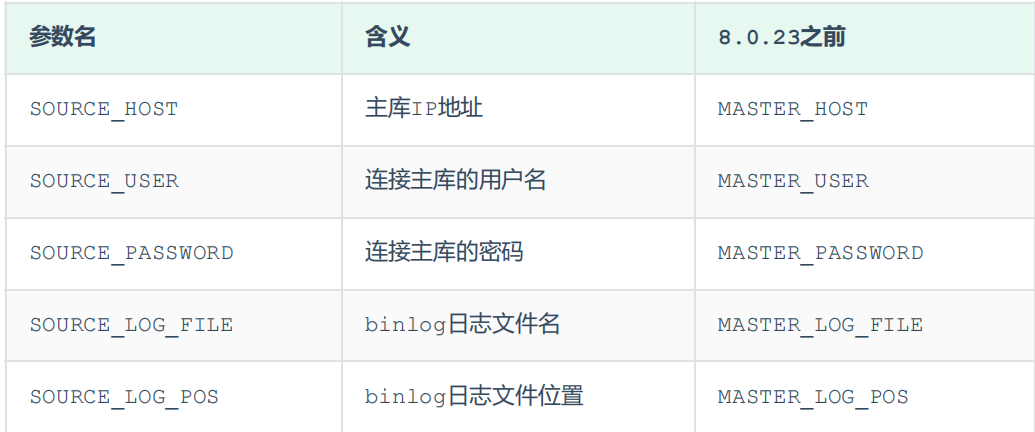 参数名 含义 8.0.23之前
SOURCE_HOST 主库IP地址 MASTER_HOST
SOURCE_USER 连接主库的用户名 MASTER_USER
SOURCE_PASSWORD 连接主库的密码 MASTER_PASSWORD
SOURCE_LOG_FILE binlog日志文件名 MASTER_LOG_FILE
SOURCE_LOG_POS binlog日志文件位置 MASTER_LOG_POS